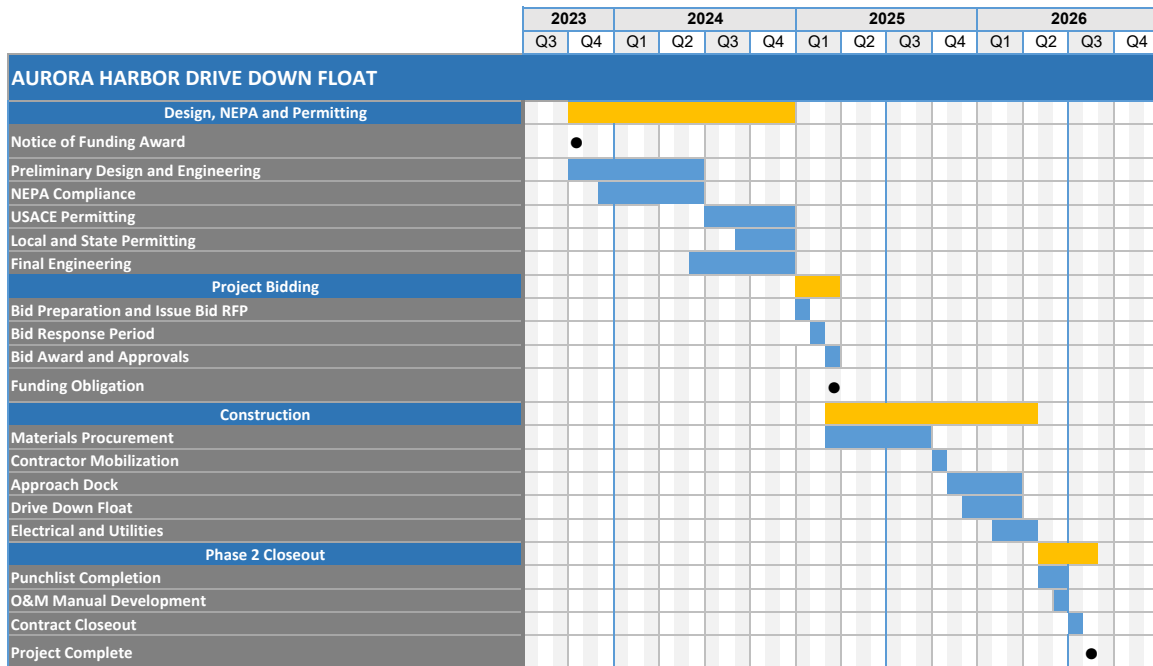 2023 2024 2025 2026
Q3 Q4 Q1 Q2 Q3 Q4 Q1 Q2 Q3 Q4 Q1 Q2 Q3 Q4
AURORA HARBOR DRIVE DOWN FLOAT
Design, NEPA and Permitting
Notice of Funding Award
Preliminary Design and Engineering
NEPA Compliance
USACE Permitting
Local and State Permitting
Final Engineering
Project Bidding
Bid Preparation and Issue Bid RFP
Bid Response Period
Bid Award and Approvals
Funding Obligation
Construction
Materials Procurement
Contractor Mobilization
Approach Dock
Drive Down Float
Electrical and Utilities
Phase 2 Closeout
Punchlist Completion
O&M Manual Development
Contract Closeout
Project Complete